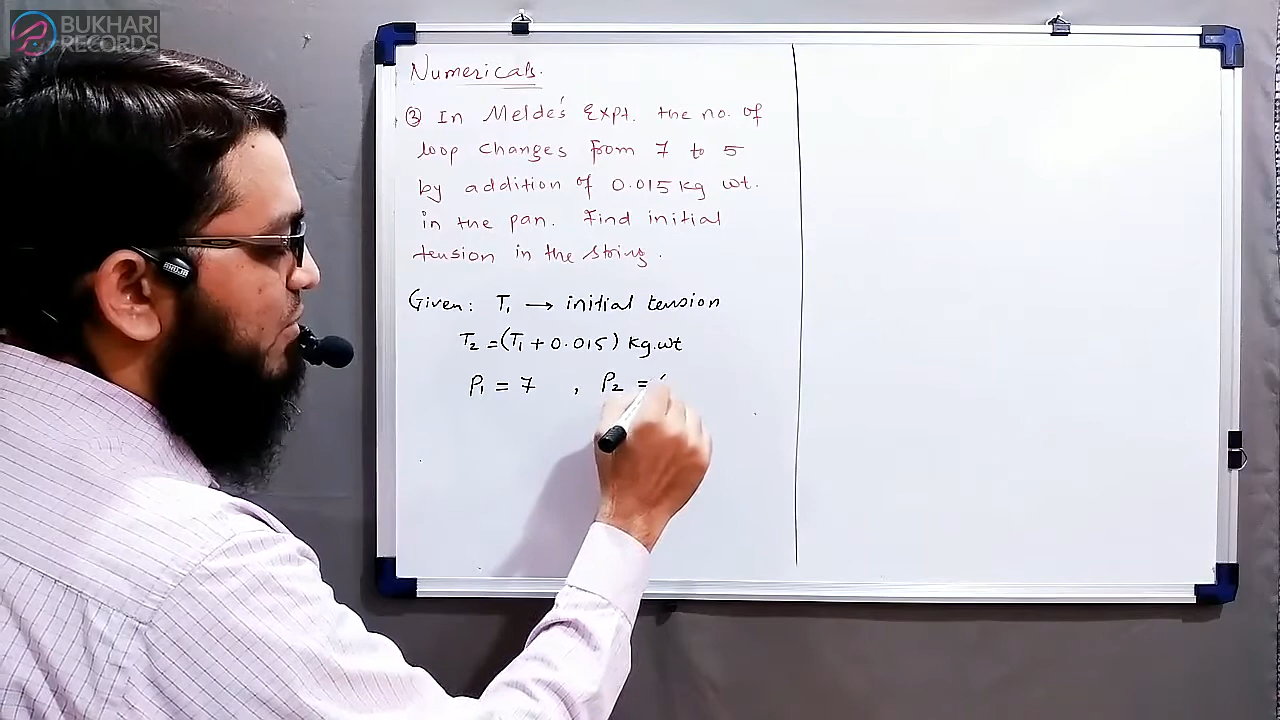 BUKHARI
RECORDS
Numericals.
③ In Melde's Expt. the no. of
loop changes from 7 to 5
by addition of 0.015 kg wt.
in the pan. Find initial
tension in the string.
Given: T₁ → initial tension
T₂ = (T₁ + 0.015) kg.wt
P₁ = 7 , P₂ =